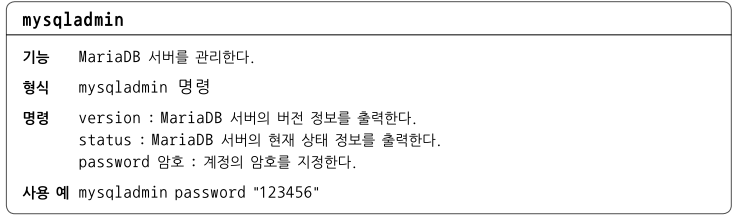 mysqladmin
기능 MariaDB 서버를 관리한다.
형식 mysqladmin 명령
명령 version : MariaDB 서버의 버전 정보를 출력한다.
status : MariaDB 서버의 현재 상태 정보를 출력한다.
password 암호 : 계정의 암호를 지정한다.
사용 예 mysqladmin password "123456"